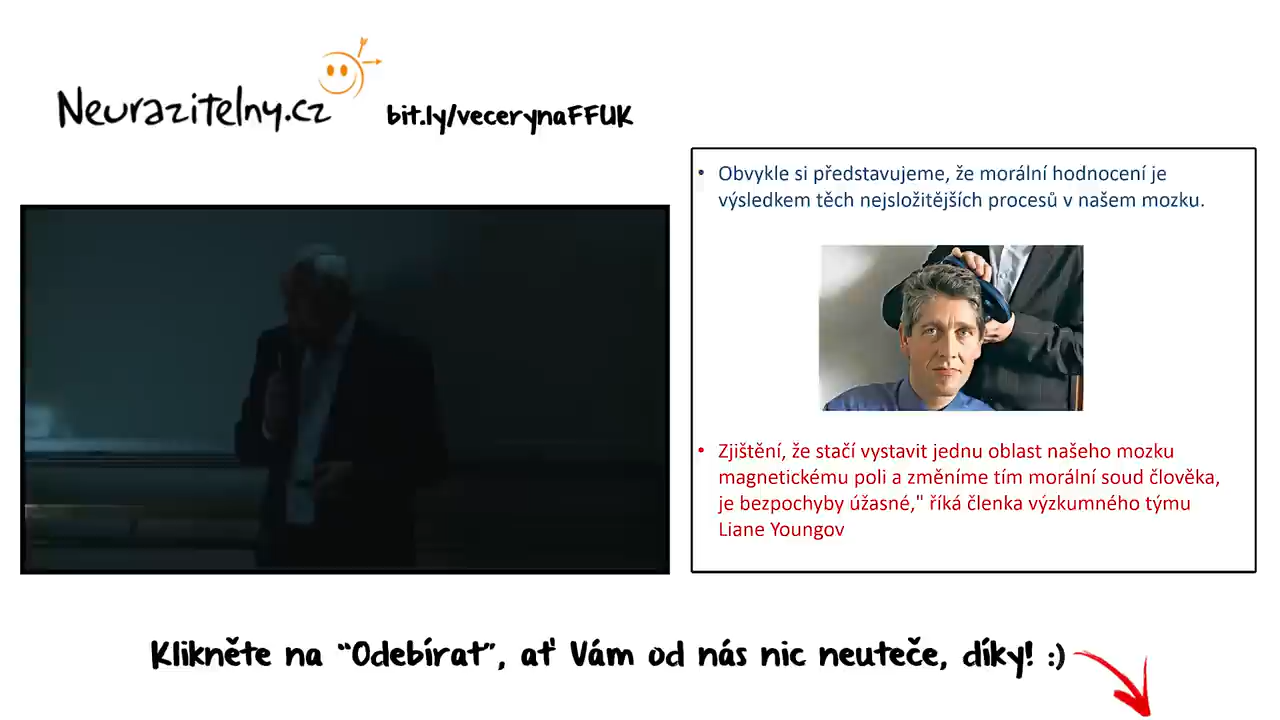 Neurazitelny.cz
bit.ly/vecerynaFFUK
• Obvykle si představujeme, že morální hodnocení je
výsledkem těch nejsložitějších procesů v našem mozku.
• Zjištění, že stačí vystavit jednu oblast našeho mozku
magnetickému poli a změníme tím morální soud člověka,
je bezpochyby úžasné," říká členka výzkumného týmu
Liane Youngov
Klikněte na "Odebírat", ať Vám od nás nic neuteče, díky! :)